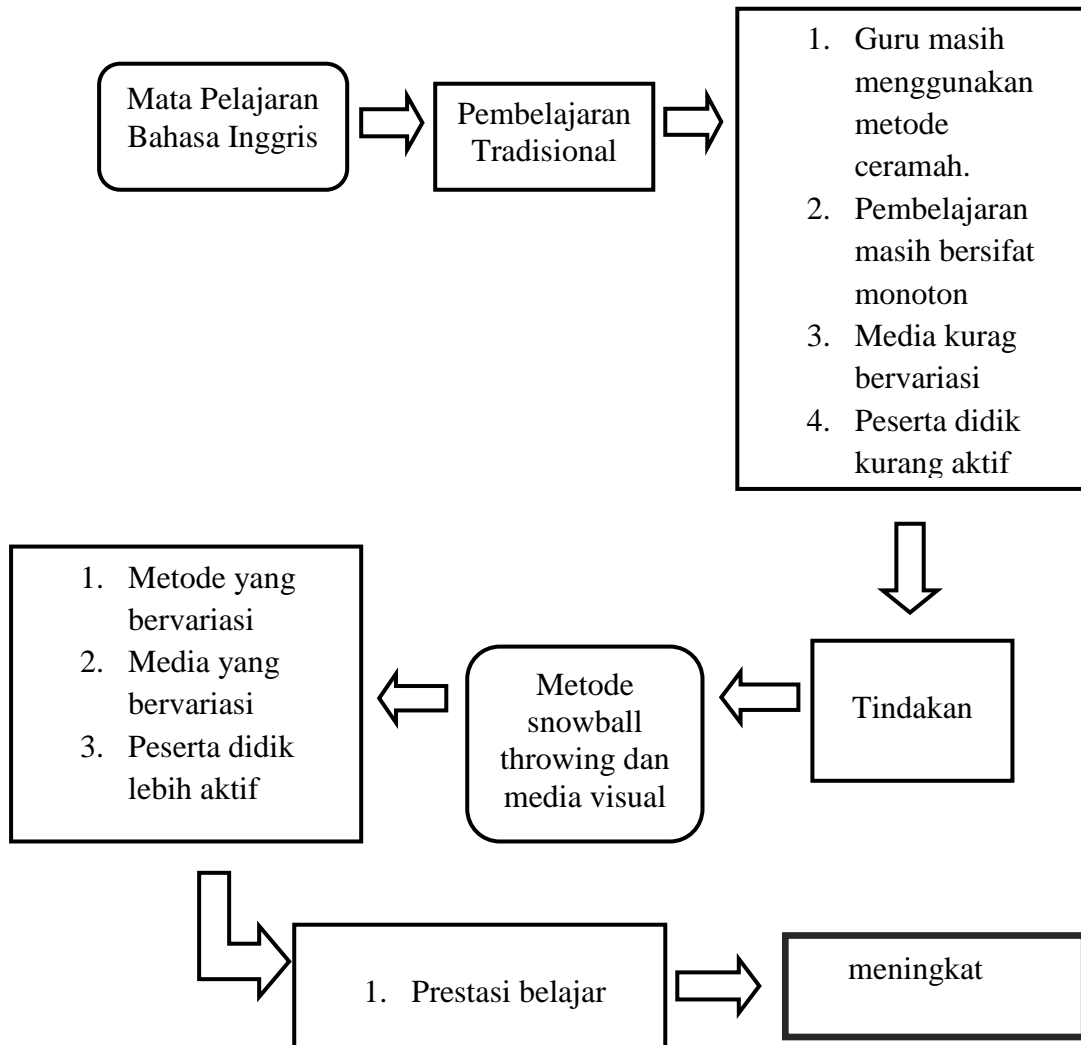 Mata Pelajaran
Bahasa Inggris
Pembelajaran
Tradisional
1. Guru masih
menggunakan
metode
ceramah.
2. Pembelajaran
masih bersifat
monoton
3. Media kurag
bervariasi
4. Peserta didik
kurang aktif
Tindakan
Metode
snowball
throwing dan
media visual
1. Metode yang
bervariasi
2. Media yang
bervariasi
3. Peserta didik
lebih aktif
1. Prestasi belajar
meningkat